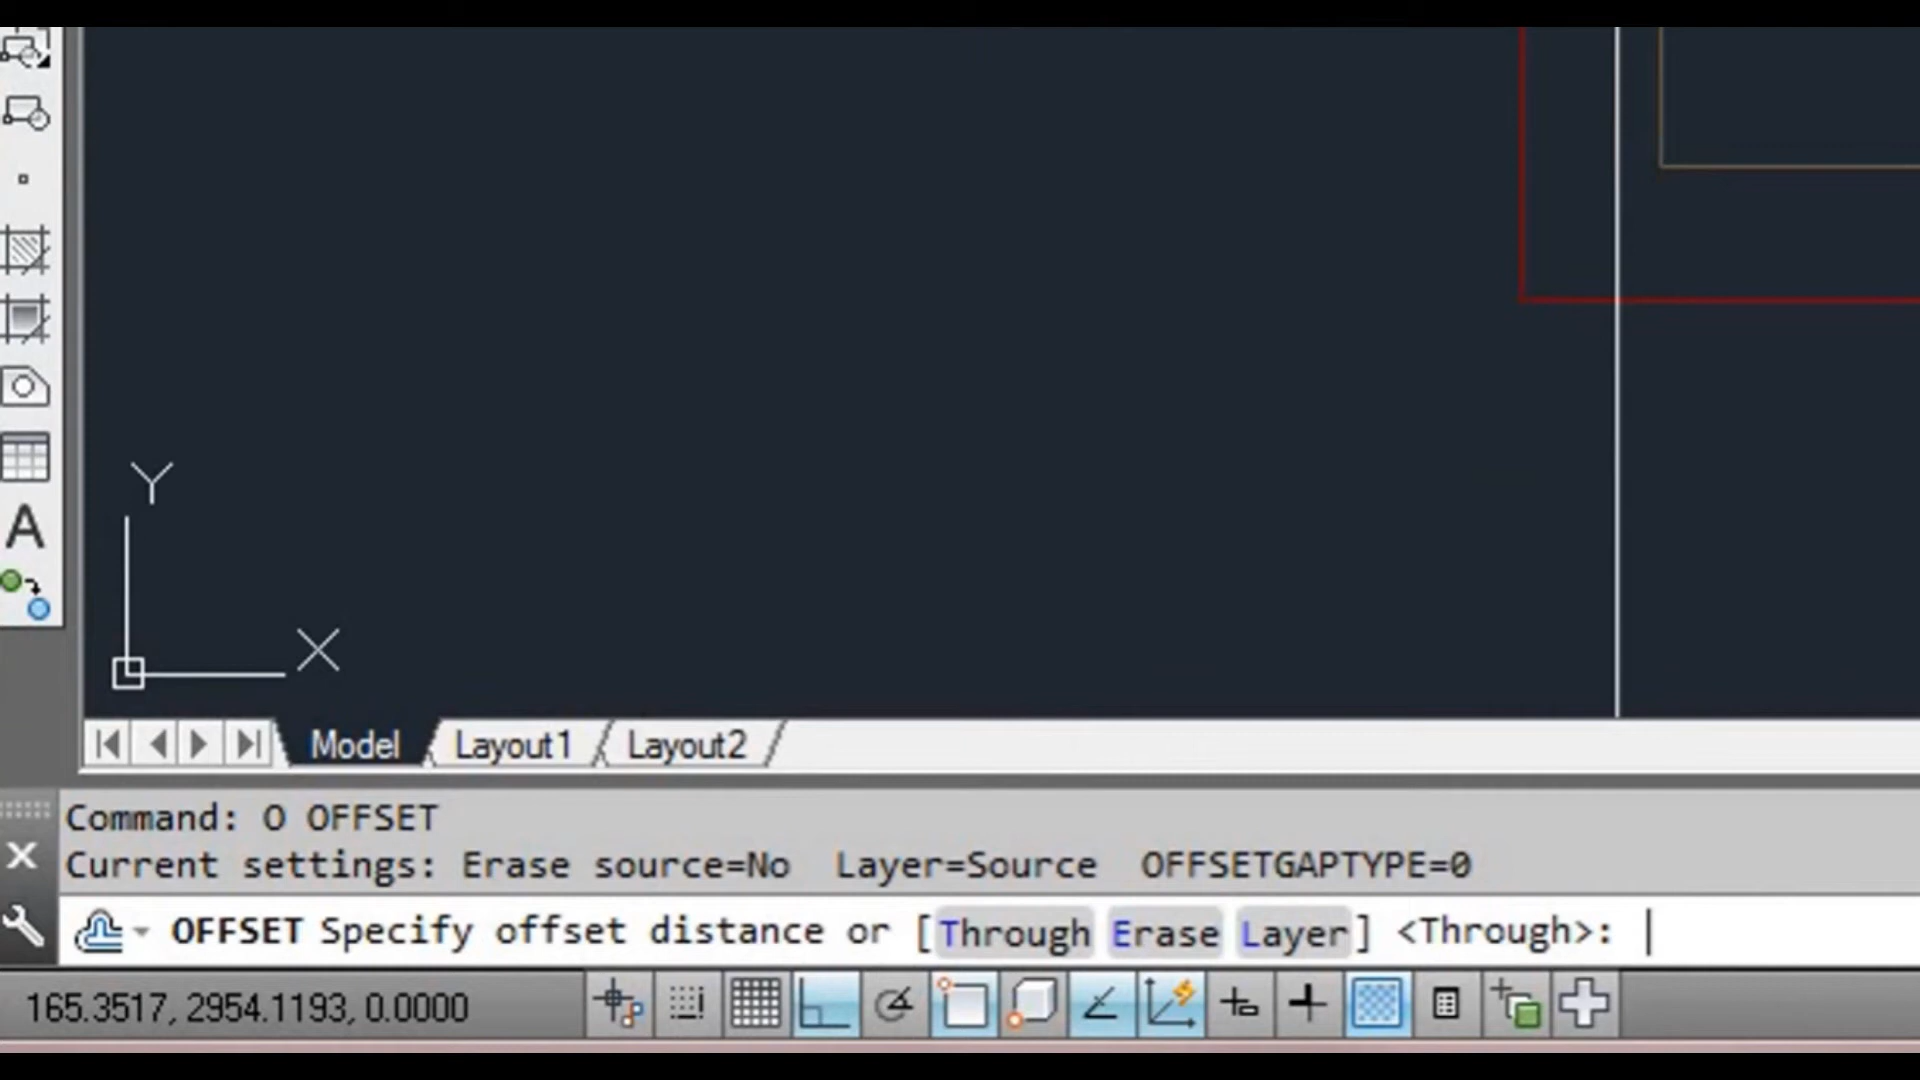 A
Y
X
Model Layout1 Layout2
Command: O OFFSET
Current settings: Erase source=No Layer=Source OFFSETGAPTYPE=0
OFFSET Specify offset distance or [Through Erase Layer] <Through>:
165.3517, 2954.1193, 0.0000